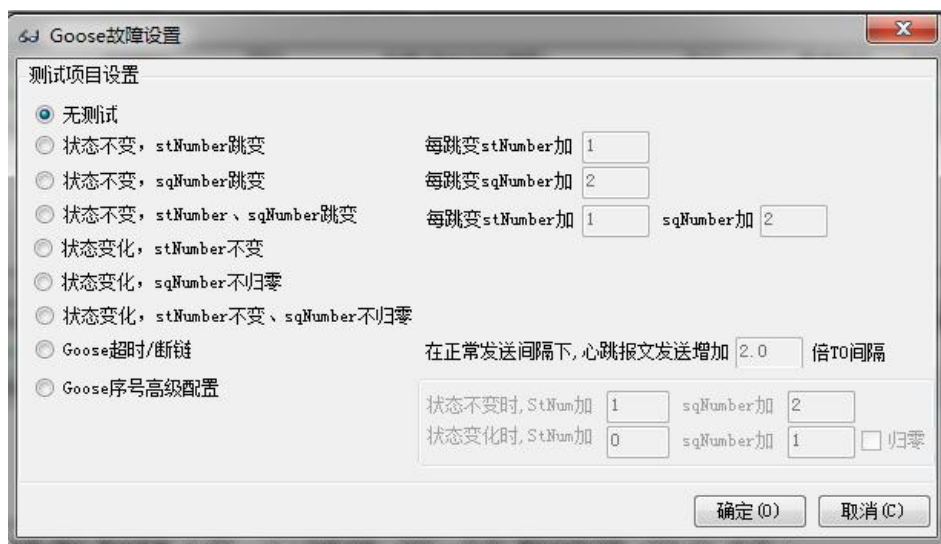 Goose故障设置
测试项目设置
无测试
状态不变，stNumber跳变 每跳变stNumber加 1
状态不变，sqNumber跳变 每跳变sqNumber加 2
状态不变，stNumber、sqNumber跳变 每跳变stNumber加 1 sqNumber加 2
状态变化，stNumber不变
状态变化，sqNumber不归零
状态变化，stNumber不变、sqNumber不归零
Goose超时/断链 在正常发送间隔下,心跳报文发送增加 2.0 倍T0间隔
Goose序号高级配置
状态不变时,StNum加 1 sqNumber加 2
状态变化时,StNum加 0 sqNumber加 1 归零
确定(O) 取消(C)